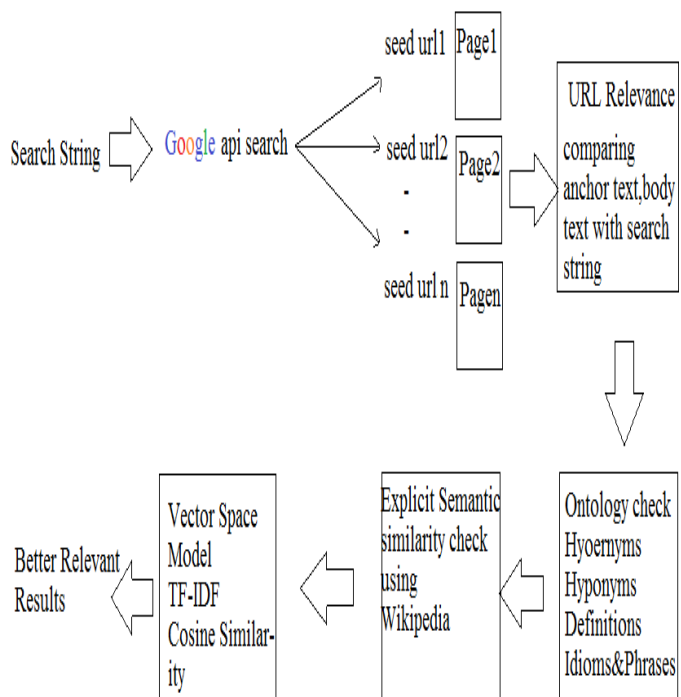 Search String
Google api search
seed url1
Page1
seed url2
Page2
-
-
seed url n
Pagen
URL Relevance
comparing
anchor text,body
text with search
string
Ontology check
Hyoernyms
Hyponyms
Definitions
Idioms&Phrases
Explicit Semantic
similarity check
using
Wikipedia
Vector Space
Model
TF-IDF
Cosine Similar-
ity
Better Relevant
Results